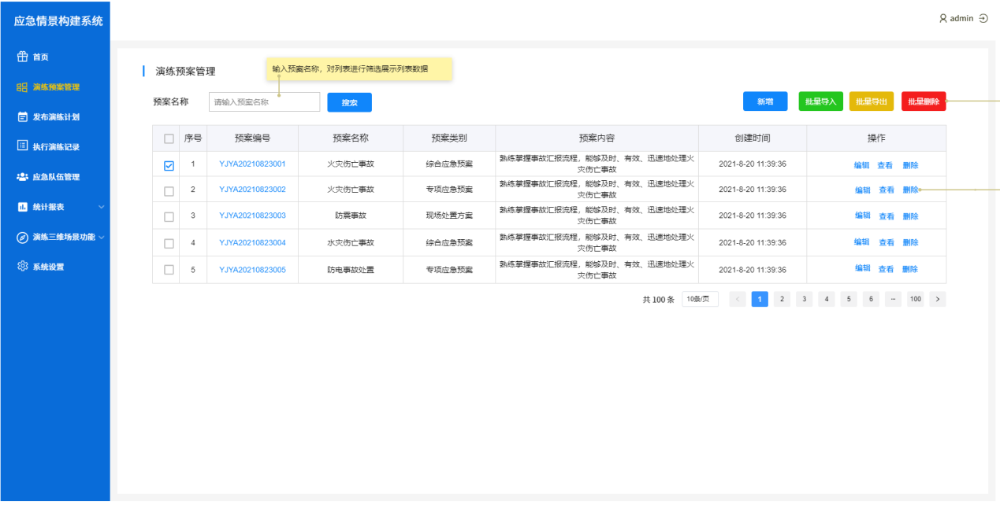 应急情景构建系统
admin
首页
演练预案管理
发布演练计划
执行演练记录
应急队伍管理
统计报表
演练三维场景功能
系统设置
演练预案管理
输入预案名称，对列表进行筛选展示列表数据
预案名称 请输入预案名称 搜索 新增 批量导入 批量导出 批量删除
序号 预案编号 预案名称 预案类别 预案内容 创建时间 操作
1 YJYA20210823001 火灾伤亡事故 综合应急预案 熟练掌握事故汇报流程，能够及时、有效、迅速地处理火 2021-8-20 11:39:36 编辑 查看 删除
灾伤亡事故
2 YJYA20210823002 火灾伤亡事故 专项应急预案 熟练掌握事故汇报流程，能够及时、有效、迅速地处理火 2021-8-20 11:39:36 编辑 查看 删除
灾伤亡事故
3 YJYA20210823003 防震事故 现场处置方案 熟练掌握事故汇报流程，能够及时、有效、迅速地处理火 2021-8-20 11:39:36 编辑 查看 删除
灾伤亡事故
4 YJYA20210823004 水灾伤亡事故 综合应急预案 熟练掌握事故汇报流程，能够及时、有效、迅速地处理火 2021-8-20 11:39:36 编辑 查看 删除
灾伤亡事故
5 YJYA20210823005 防电事故处置 专项应急预案 熟练掌握事故汇报流程，能够及时、有效、迅速地处理火 2021-8-20 11:39:36 编辑 查看 删除
灾伤亡事故
共 100 条 10条/页 < 1 2 3 4 5 6 ··· 100 >